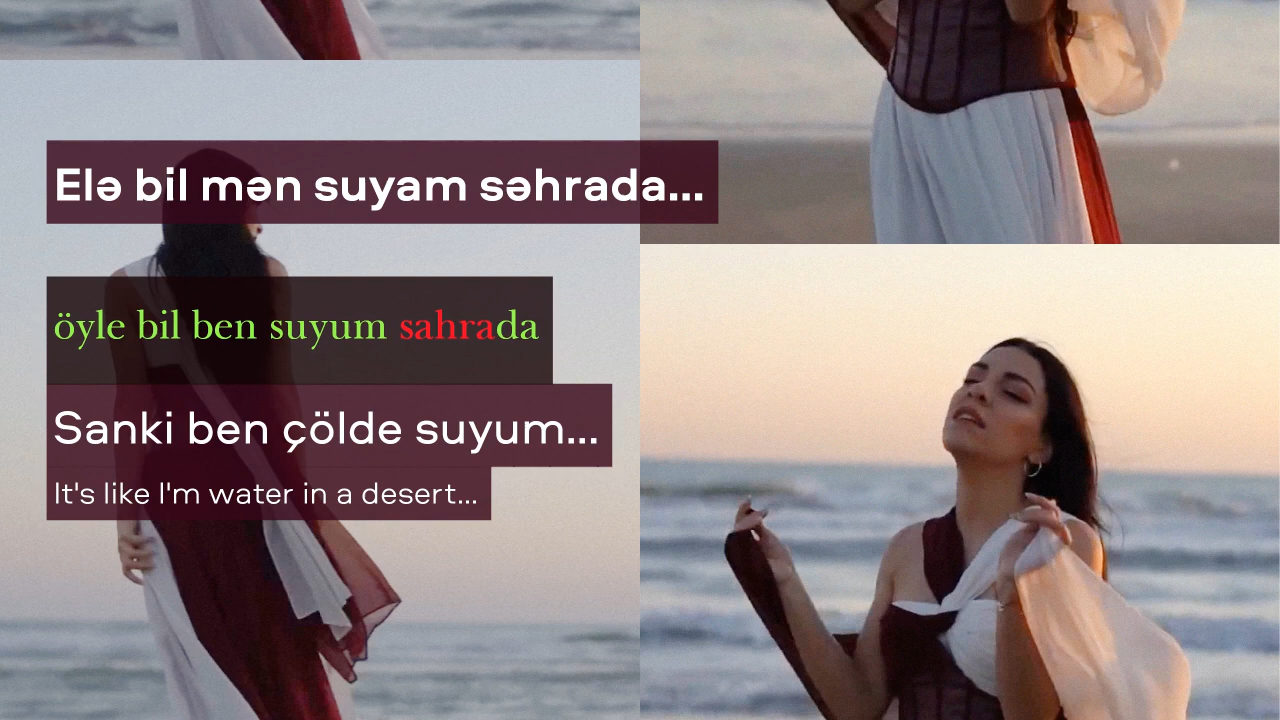 Elə bil mən suyam səhrada...
öyle bil ben suyum sahrada
Sanki ben çölde suyum...
It's like I'm water in a desert...